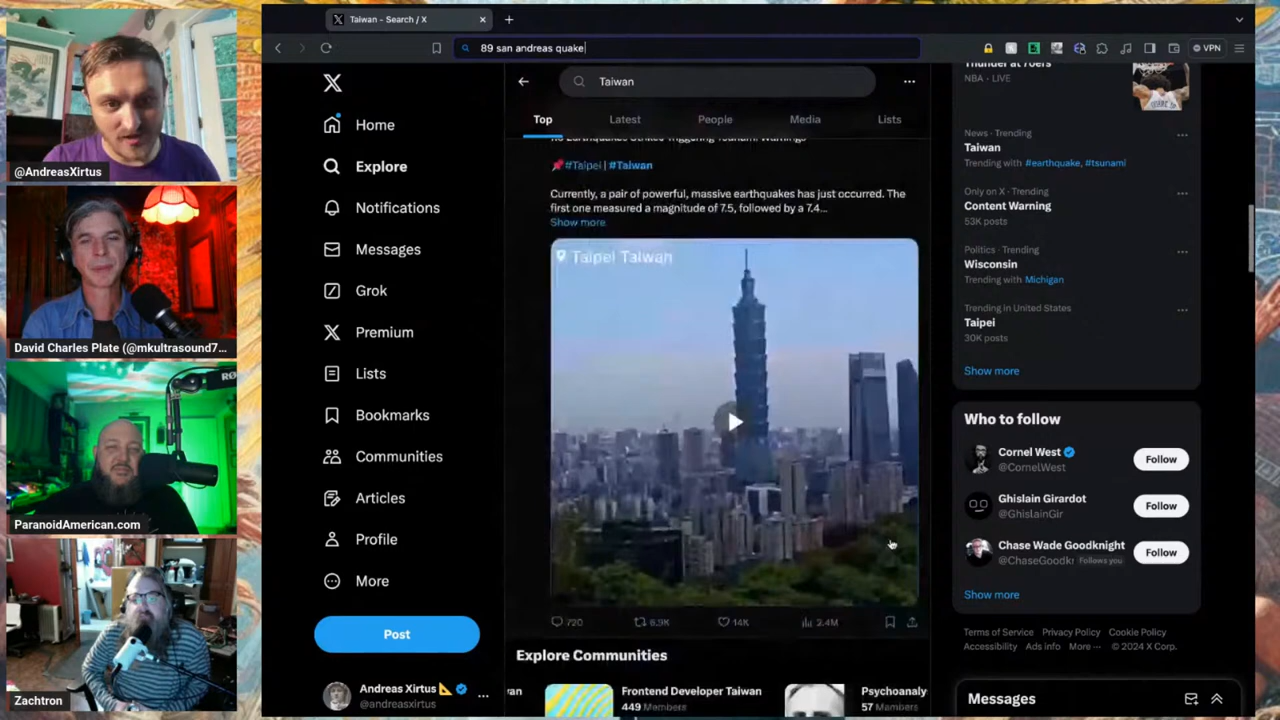 @AndreasXirtus
David Charles Plate (@mkultrasound7...
ParanoidAmerican.com
Zachtron
Taiwan - Search / X
89 san andreas quake
VPN
Home
Explore
Notifications
Messages
Grok
Premium
Lists
Bookmarks
Communities
Articles
Profile
More
Post
Andreas Xirtus
@andreasxirtus
Taiwan
Top
Latest
People
Media
Lists
#Taipei | #Taiwan
Currently, a pair of powerful, massive earthquakes has just occurred. The
first one measured a magnitude of 7.5, followed by a 7.4...
Show more
Taipei Taiwan
720
6.9K
14K
2.4M
Explore Communities
Frontend Developer Taiwan
449 Members
Psychoanaly
57 Members
Thunder at 76ers
NBA · LIVE
News · Trending
Taiwan
Trending with #earthquake, #tsunami
Only on X · Trending
Content Warning
53K posts
Politics · Trending
Wisconsin
Trending with Michigan
Trending in United States
Taipei
30K posts
Show more
Who to follow
Cornel West
@CornelWest
Follow
Ghislain Girardot
@GhislainGir
Follow
Chase Wade Goodknight
@ChaseGoodkr Follows you
Follow
Show more
Terms of Service Privacy Policy Cookie Policy
Accessibility Ads info More ··· © 2024 X Corp.
Messages